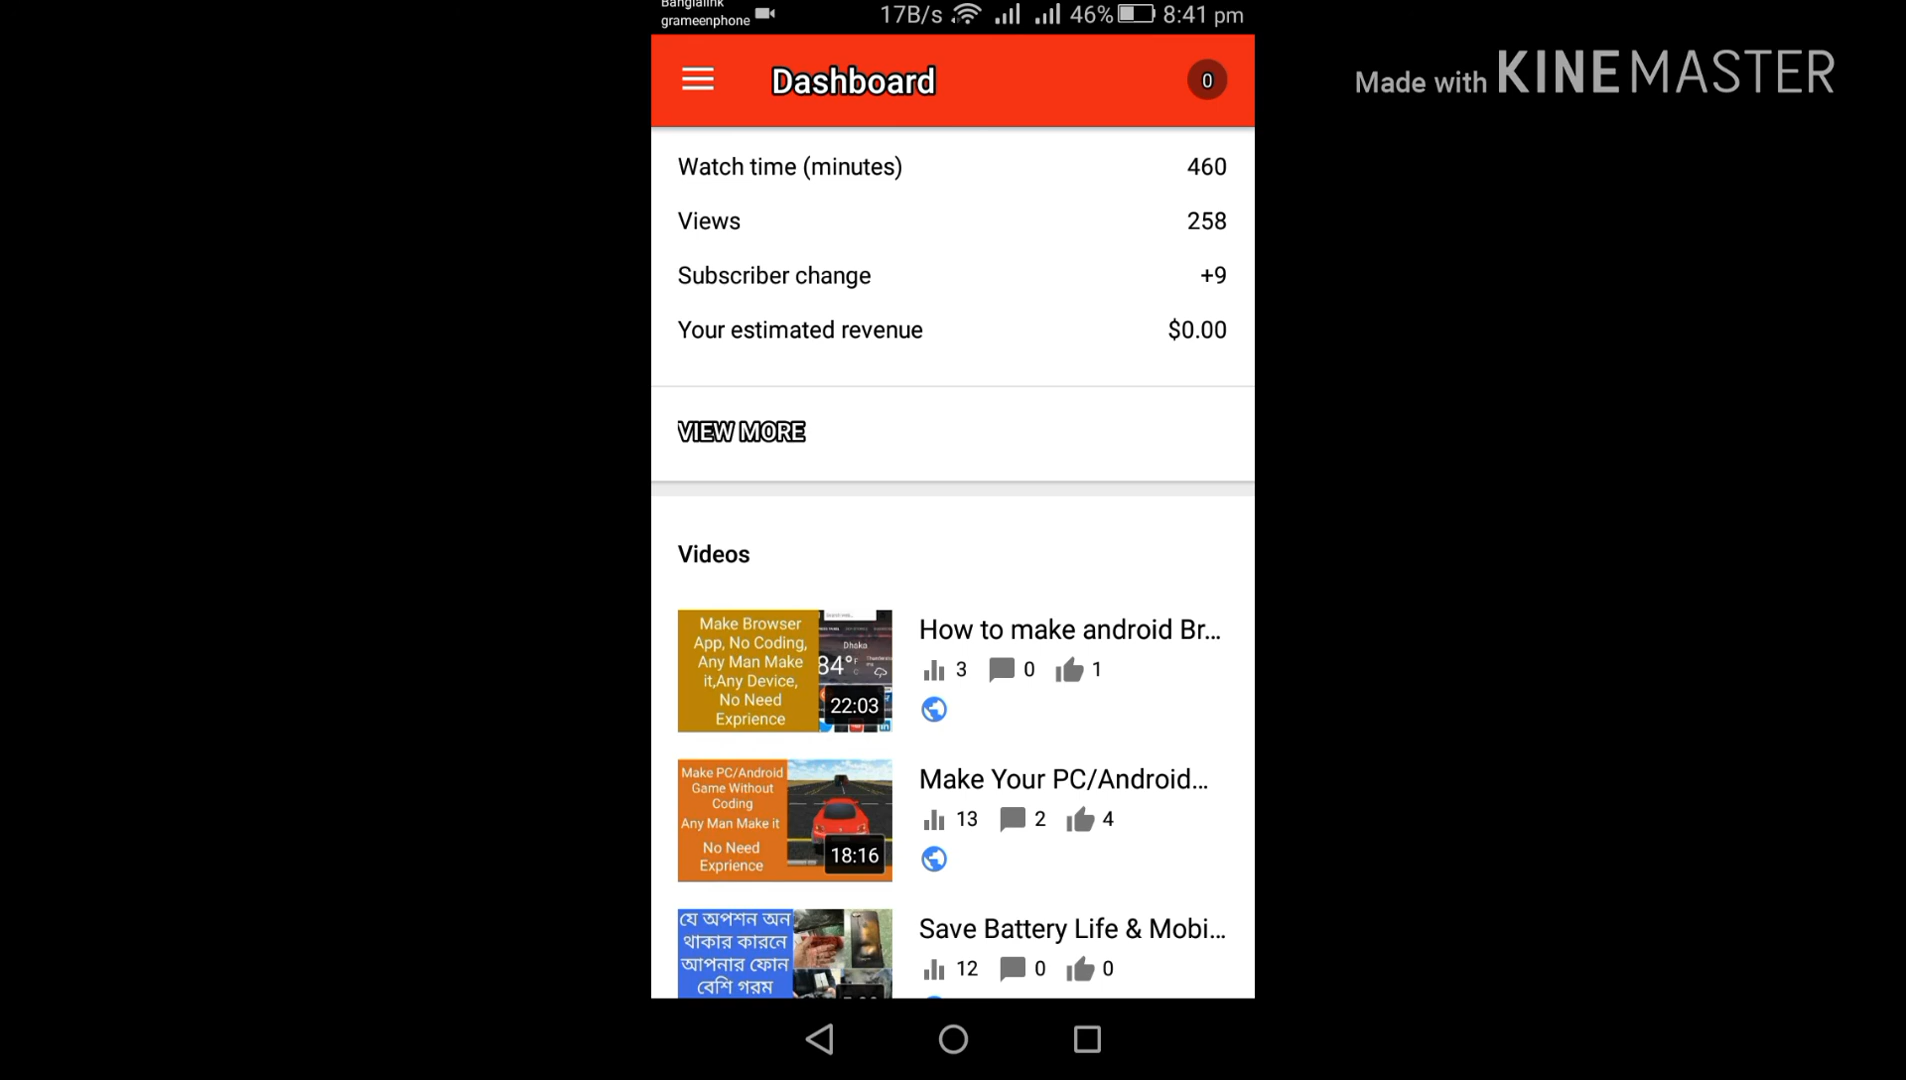 Banglalink
grameenphone
17B/s 46% 8:41 pm
Made with KINEMASTER
Dashboard
0
Watch time (minutes) 460
Views 258
Subscriber change +9
Your estimated revenue $0.00
VIEW MORE
Videos
Make Browser
App, No Coding,
Any Man Make
it,Any Device,
No Need
Exprience
Dhaka
84°F
22:03
How to make android Br...
3 0 1
Make PC/Android
Game Without
Coding
Any Man Make it
No Need
Exprience
18:16
Make Your PC/Android...
13 2 4
যে অপশন অন
থাকার কারনে
আপনার ফোন
বেশি গরম
Save Battery Life & Mobi...
12 0 0